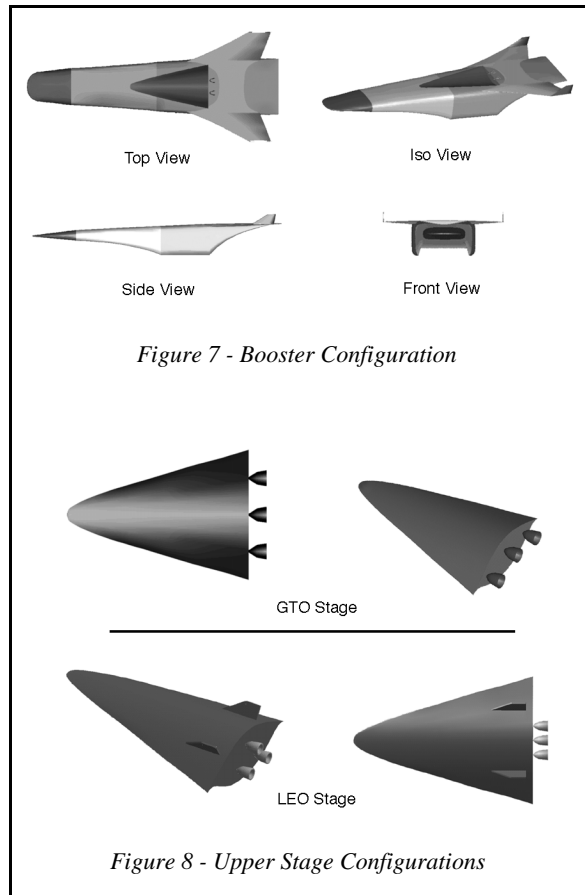 Top View
Iso View
Side View
Front View
Figure 7 - Booster Configuration
GTO Stage
LEO Stage
Figure 8 - Upper Stage Configurations